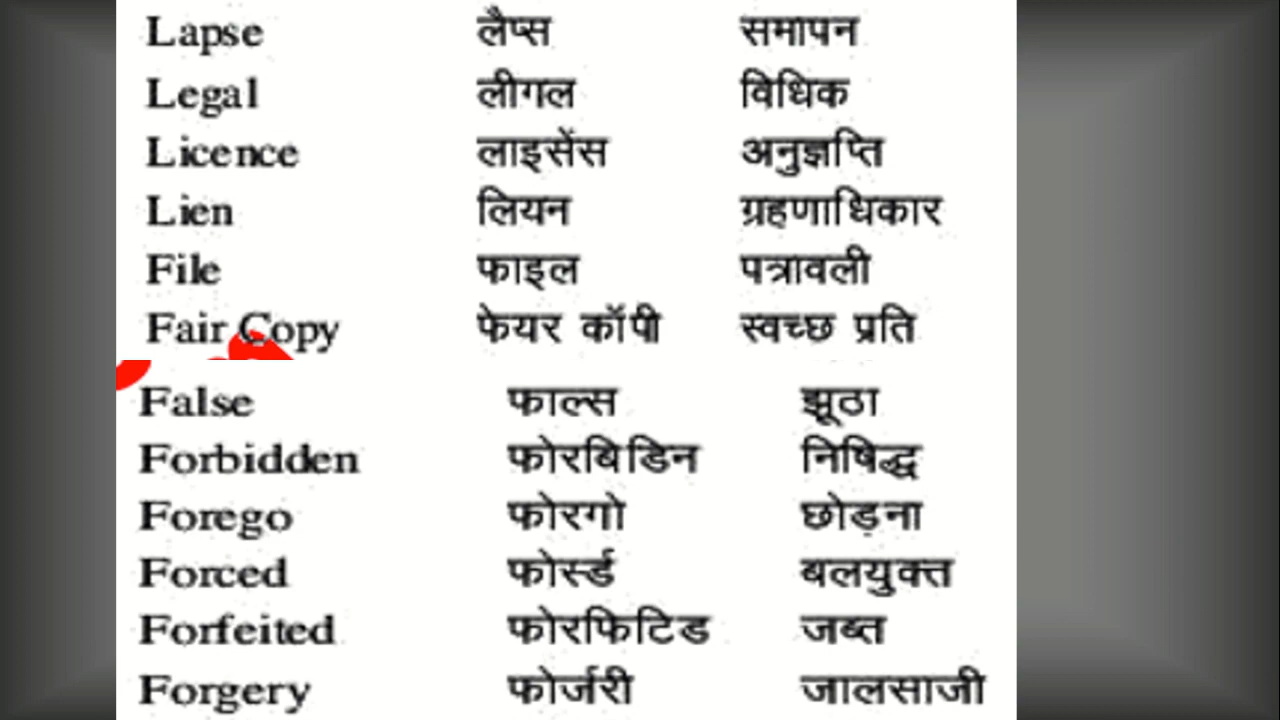 Lapse लैप्स समापन
Legal लीगल विधिक
Licence लाइसेंस अनुज्ञप्ति
Lien लियन ग्रहणाधिकार
File फाइल पत्रावली
Fair Copy फेयर कॉपी स्वच्छ प्रति
False फाल्स झूठा
Forbidden फोरबिडिन निषिद्ध
Forego फोरगो छोड़ना
Forced फोर्स्ड बलयुक्त
Forfeited फोरफिटिड जब्त
Forgery फोर्जरी जालसाजी